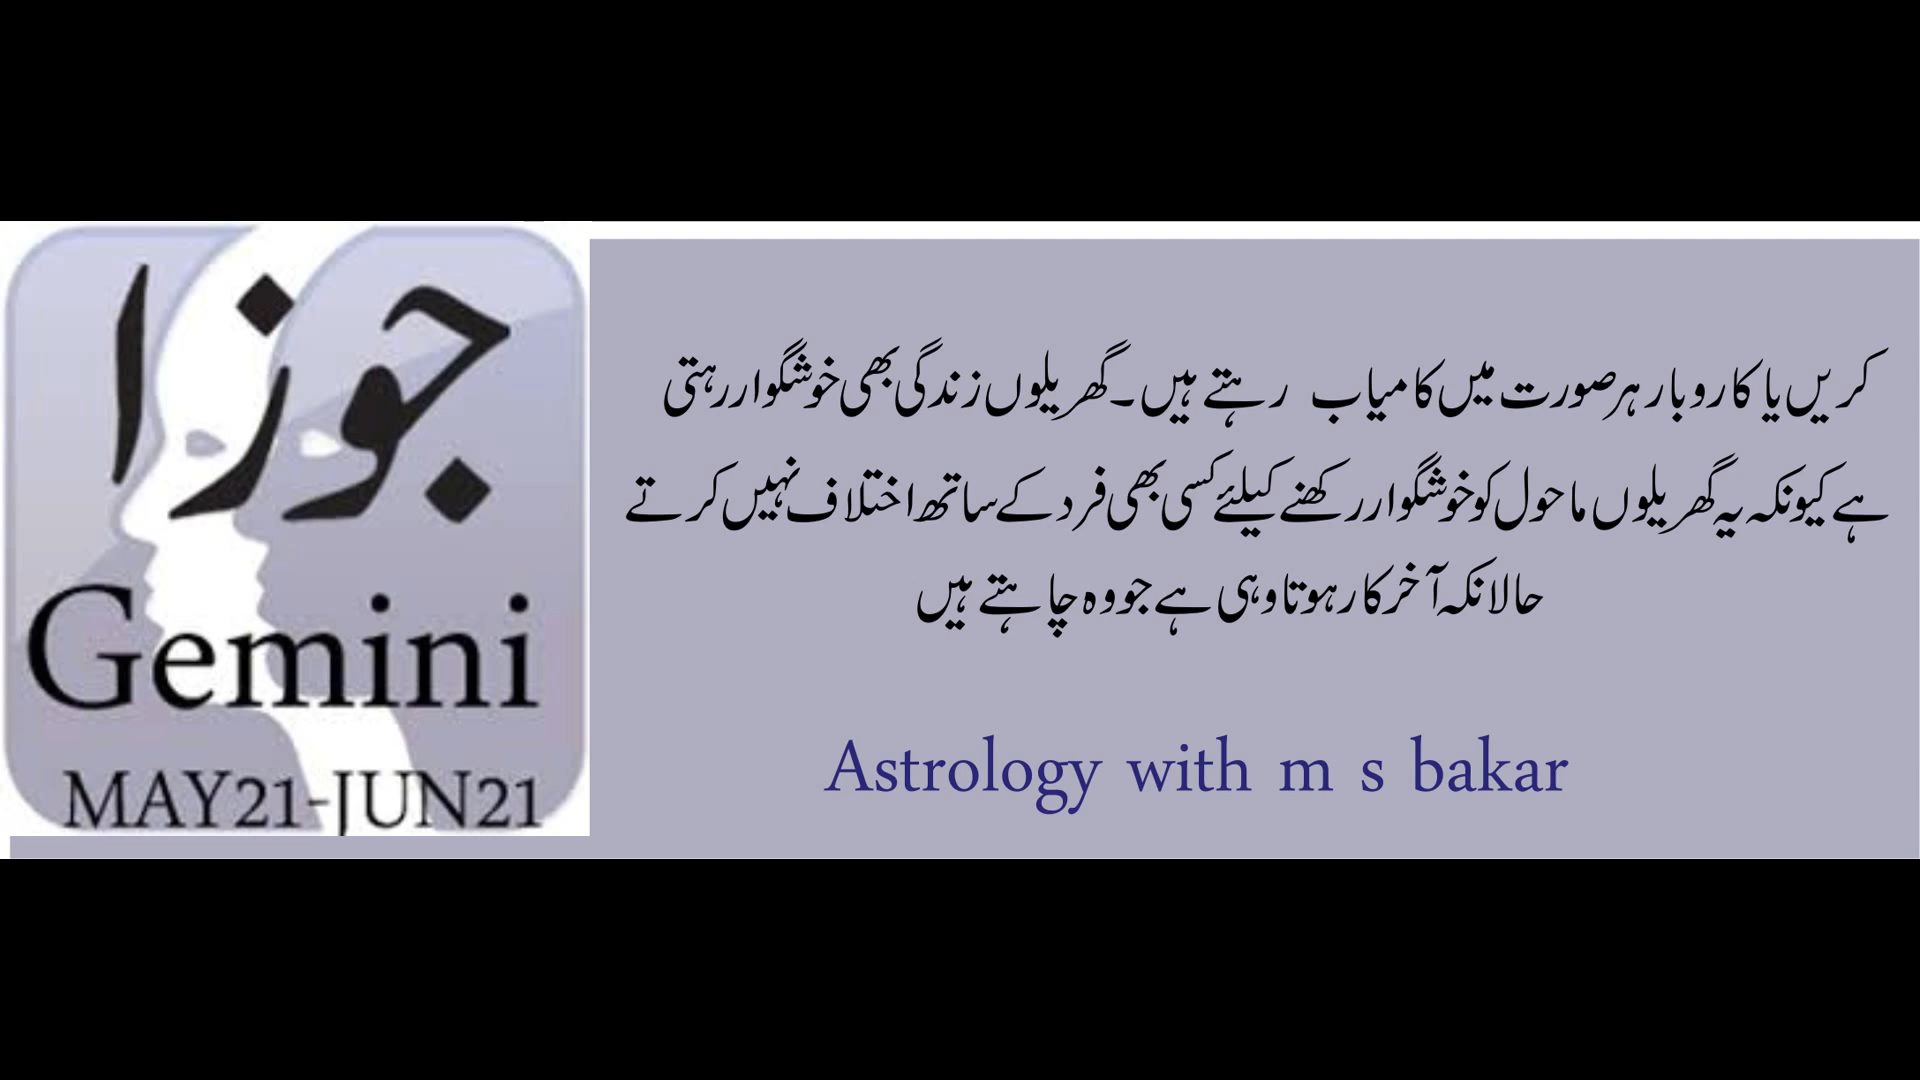 جوزا
Gemini
MAY21-JUN21
کریں یا کاروبار ہر صورت میں کامیاب رہتے ہیں۔ گھریلوں زندگی بھی خوشگوار رہتی
ہے کیونکہ یہ گھریلوں ماحول کو خوشگوار رکھنے کیلئے کسی بھی فرد کے ساتھ اختلاف نہیں کرتے
حالانکہ آخر کار ہوتا وہی ہے جو وہ چاہتے ہیں
Astrology with m s bakar